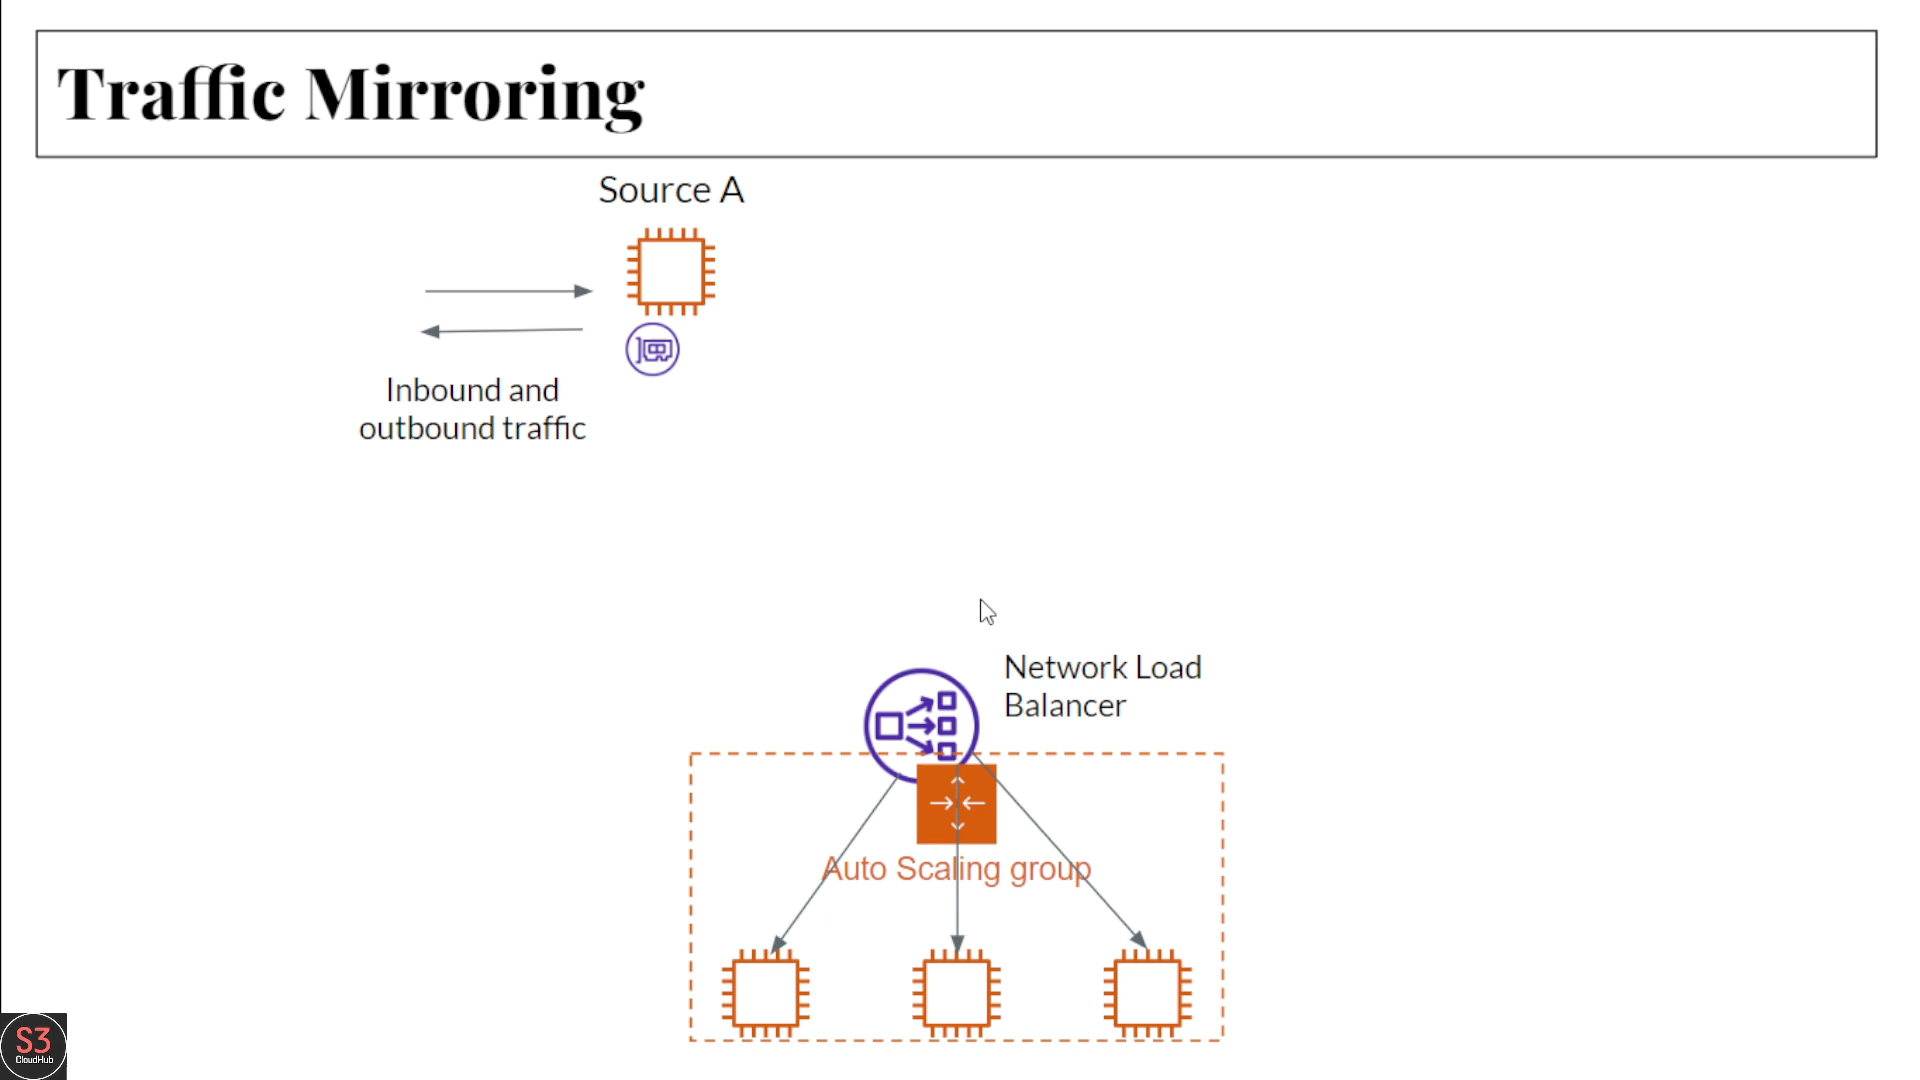 Traffic Mirroring
Source A
Inbound and
outbound traffic
Network Load
Balancer
Auto Scaling group
S3
CloudHub